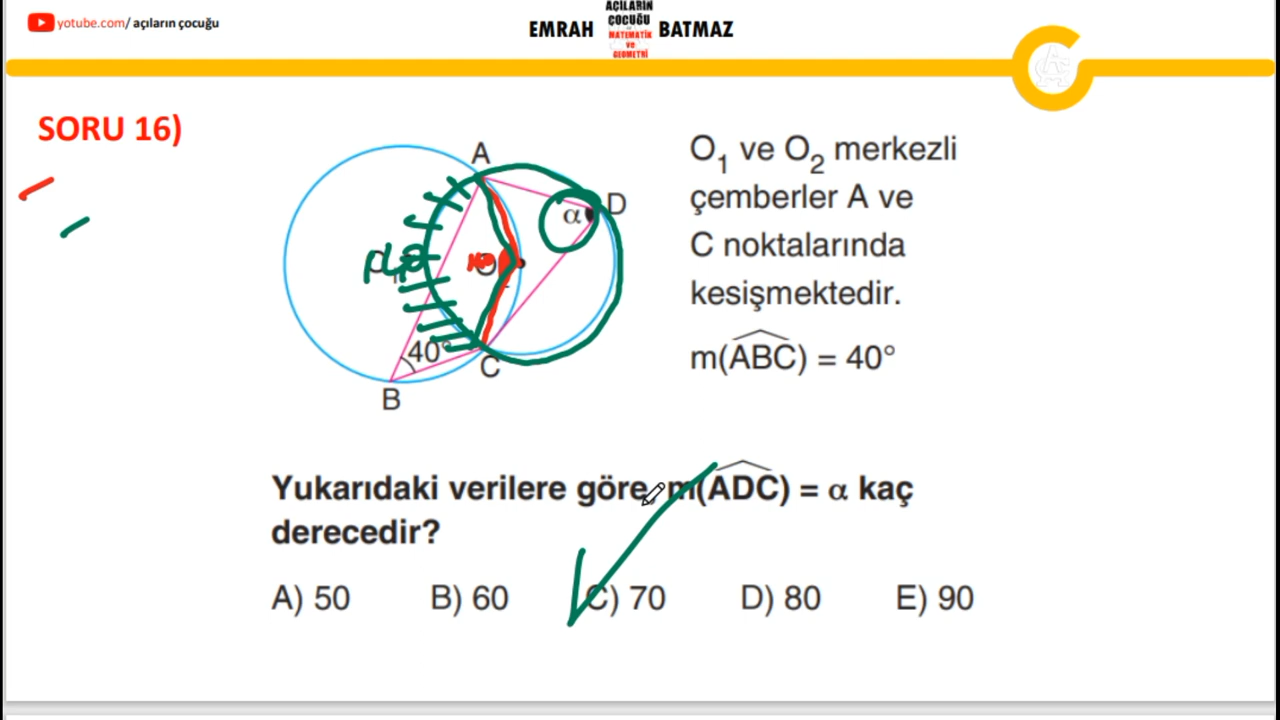 yotube.com/ açıların çocuğu
EMRAH
AÇILARIN
ÇOCUĞU
MATEMATİK
ve
GEOMETRİ
BATMAZ
SORU 16)
A
D
α
40°
C
B
O₁ ve O₂ merkezli
çemberler A ve
C noktalarında
kesişmektedir.
m(ABC) = 40°
Yukarıdaki verilere göre, m(ADC) = α kaç
derecedir?
A) 50 B) 60 C) 70 D) 80 E) 90